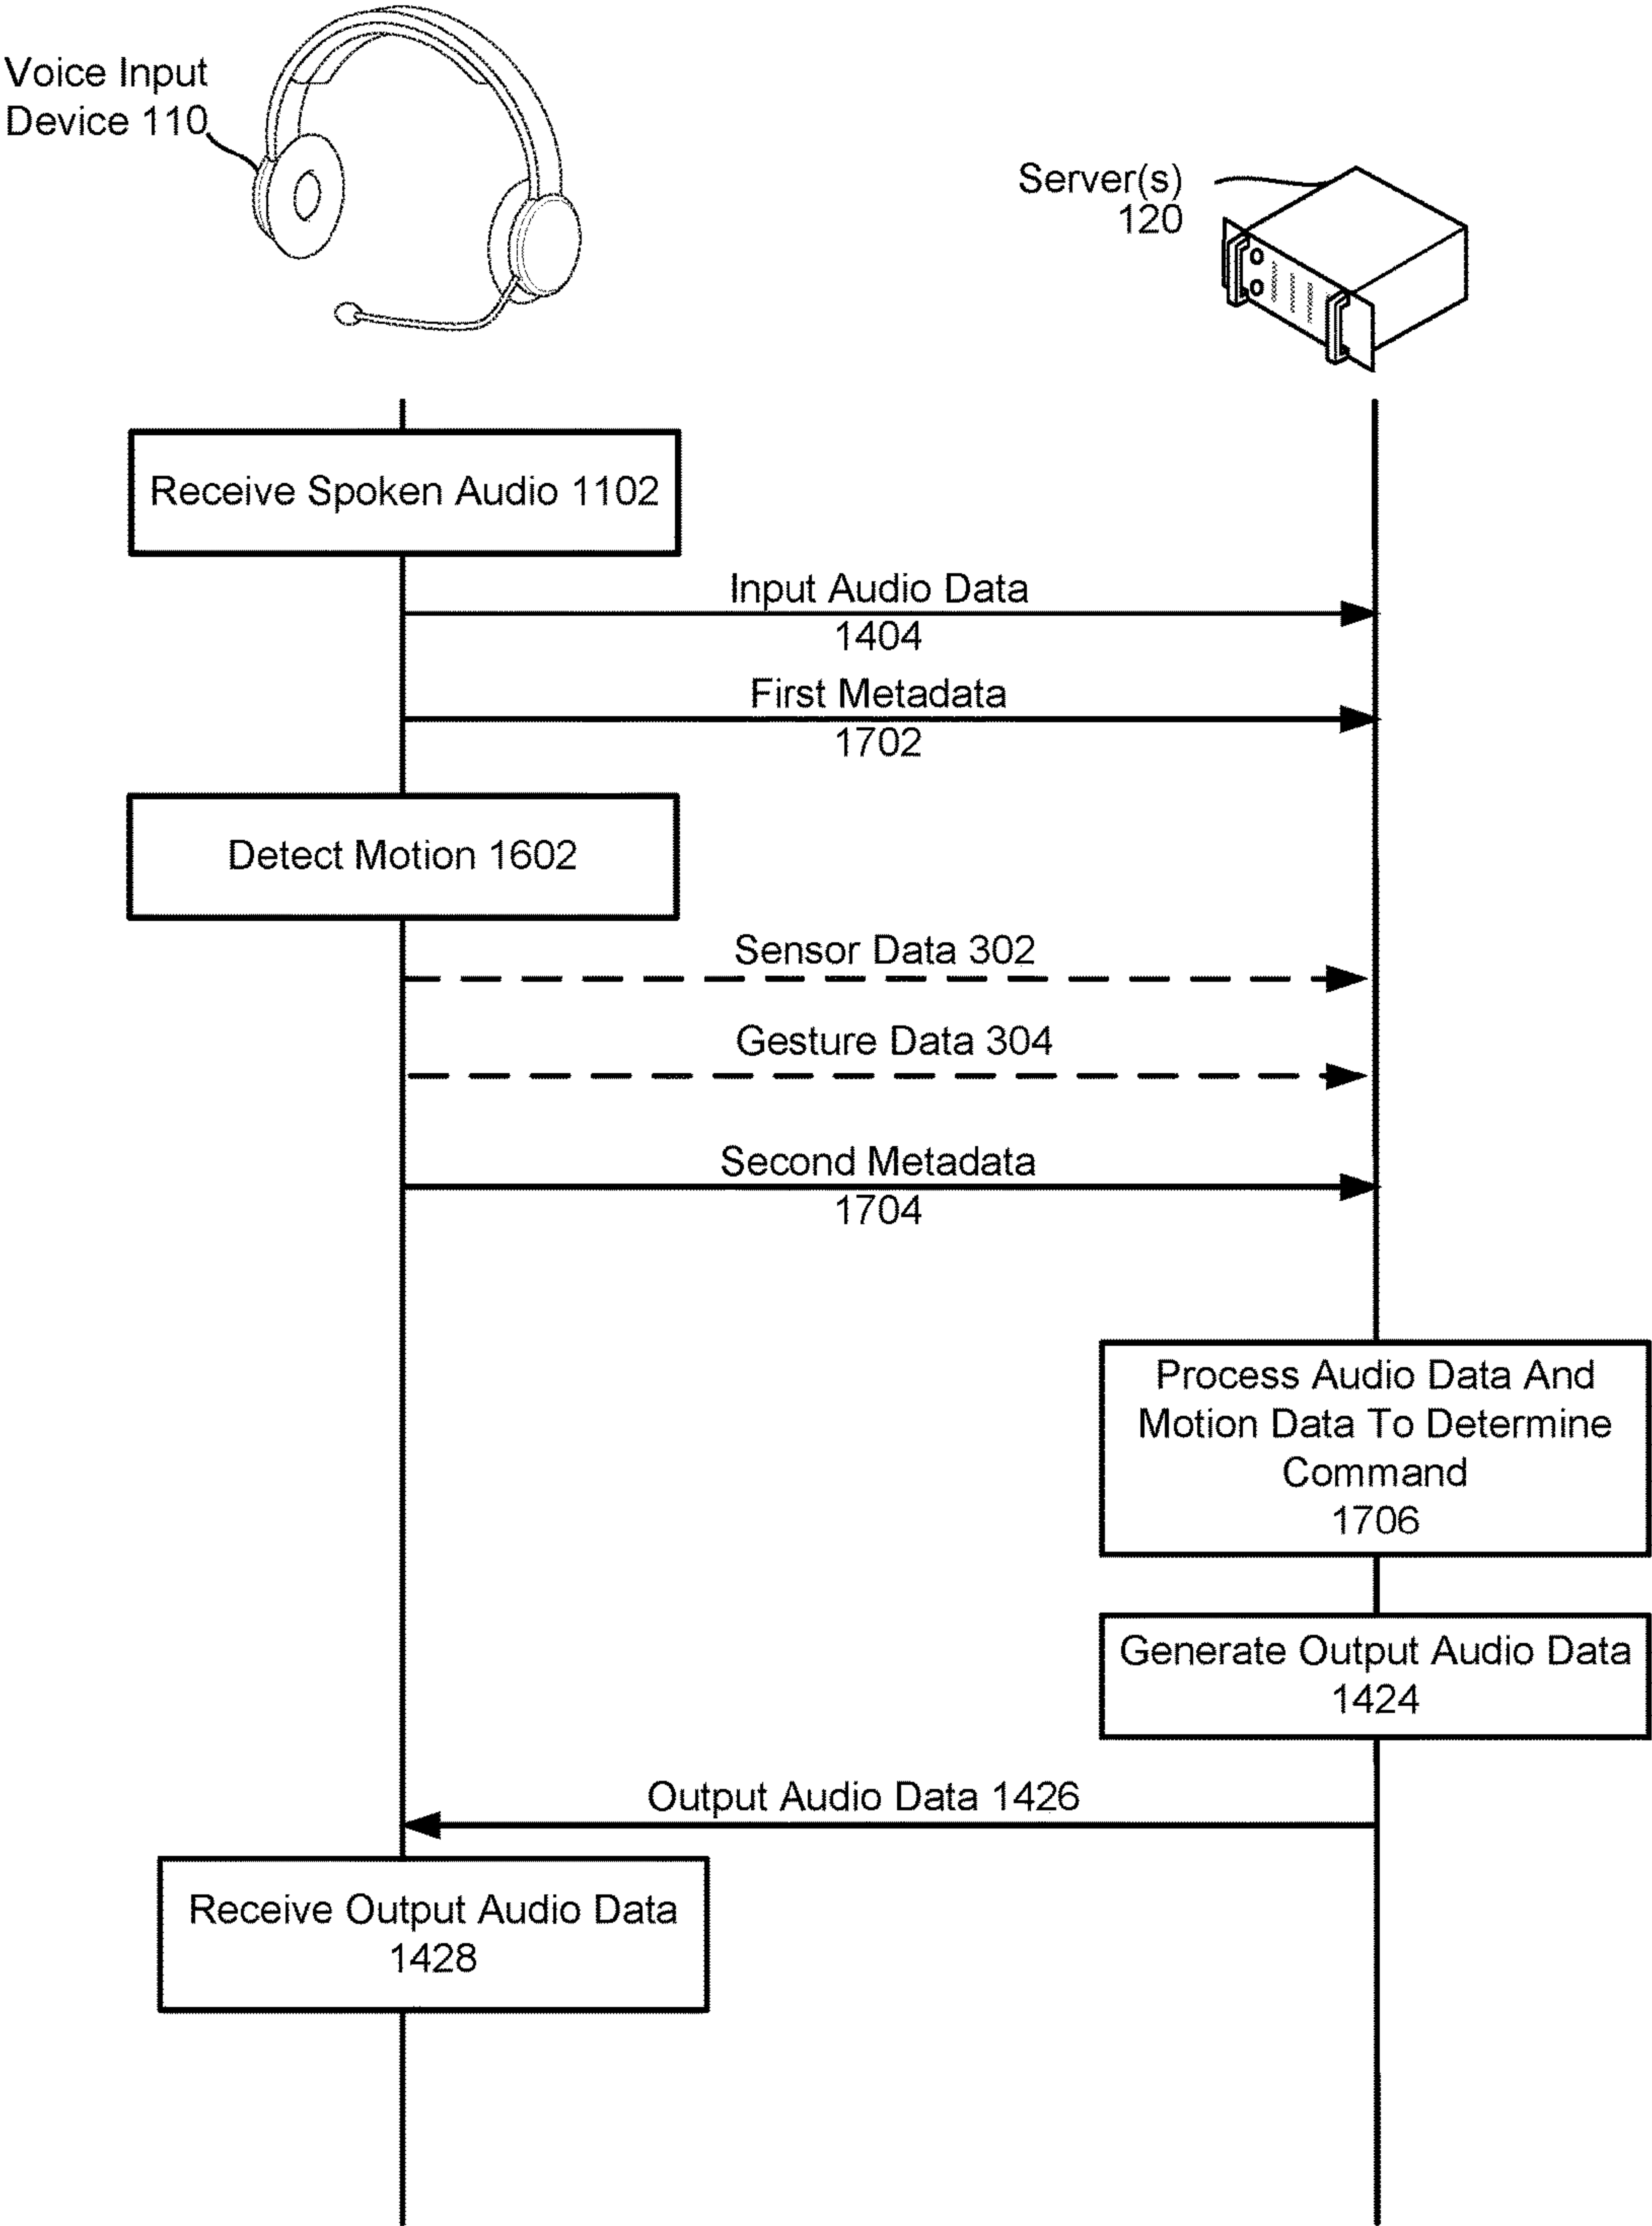 Voice Input
Device 110
Server(s)
120
Receive Spoken Audio 1102
Input Audio Data
1404
First Metadata
1702
Detect Motion 1602
Sensor Data 302
Gesture Data 304
Second Metadata
1704
Process Audio Data And
Motion Data To Determine
Command
1706
Generate Output Audio Data
1424
Output Audio Data 1426
Receive Output Audio Data
1428